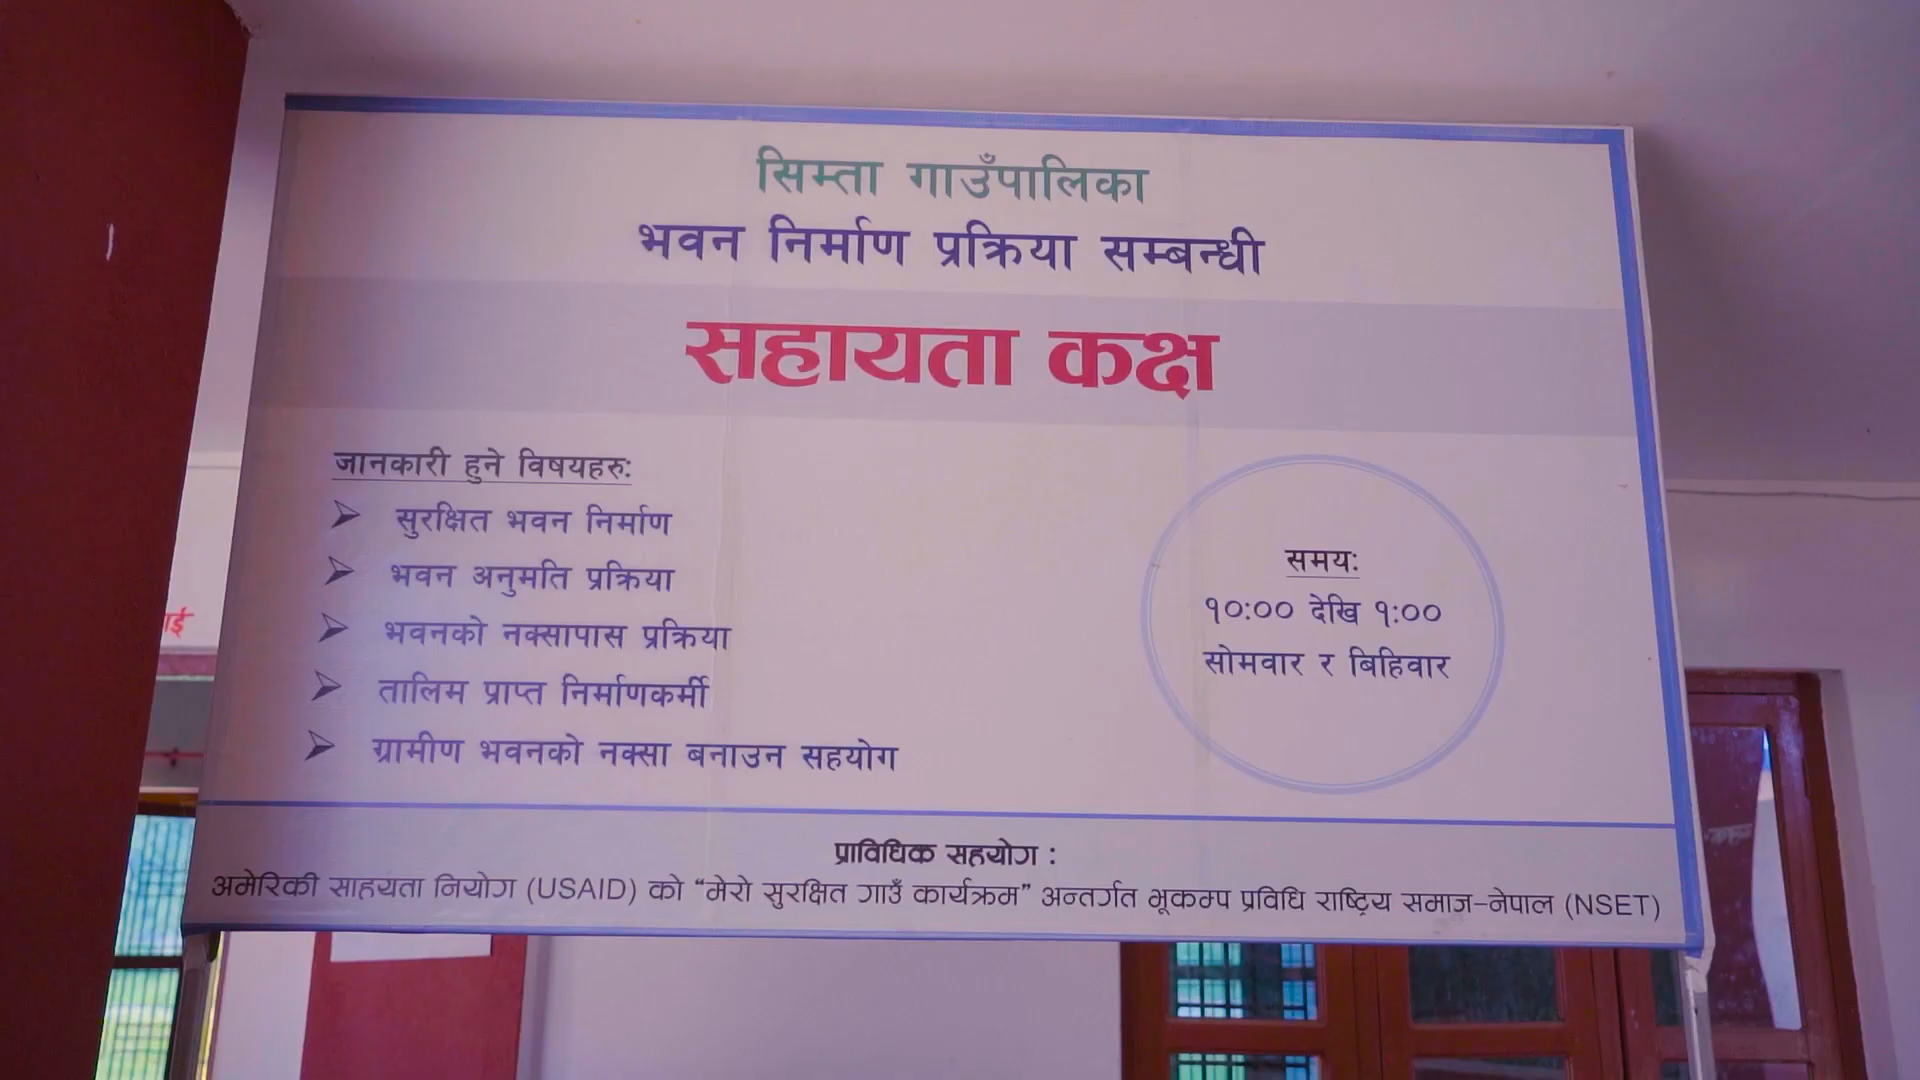 सिम्ता गाउँपालिका
भवन निर्माण प्रक्रिया सम्बन्धी
सहायता कक्ष
जानकारी हुने विषयहरुः
➢ सुरक्षित भवन निर्माण
➢ भवन अनुमति प्रक्रिया
➢ भवनको नक्सापास प्रक्रिया
➢ तालिम प्राप्त निर्माणकर्मी
➢ ग्रामीण भवनको नक्सा बनाउन सहयोग
समयः
१०:०० देखि १:००
सोमवार र बिहिवार
प्राविधिक सहयोग :
अमेरिकी साहयता नियोग (USAID) को “मेरो सुरक्षित गाउँ कार्यक्रम” अन्तर्गत भूकम्प प्रविधि राष्ट्रिय समाज-नेपाल (NSET)